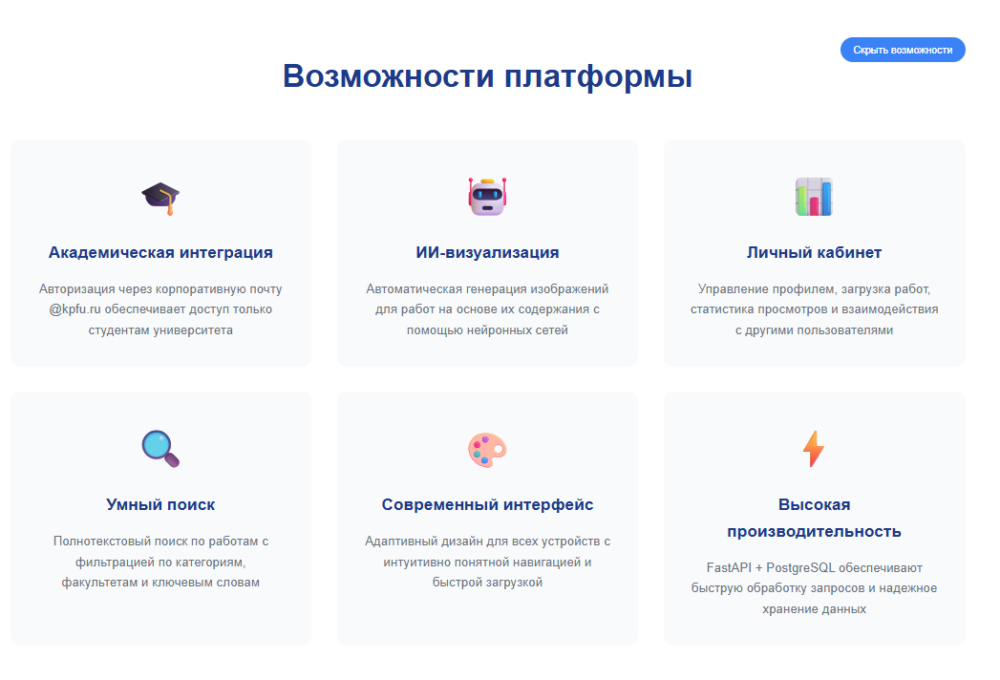 Скрыть возможности
Возможности платформы
Академическая интеграция
Авторизация через корпоративную почту
@kpfu.ru обеспечивает доступ только
студентам университета
ИИ-визуализация
Автоматическая генерация изображений
для работ на основе их содержания с
помощью нейронных сетей
Личный кабинет
Управление профилем, загрузка работ,
статистика просмотров и взаимодействия
с другими пользователями
Умный поиск
Полнотекстовый поиск по работам с
фильтрацией по категориям,
факультетам и ключевым словам
Современный интерфейс
Адаптивный дизайн для всех устройств с
интуитивно понятной навигацией и
быстрой загрузкой
Высокая
производительность
FastAPI + PostgreSQL обеспечивают
быструю обработку запросов и надежное
хранение данных